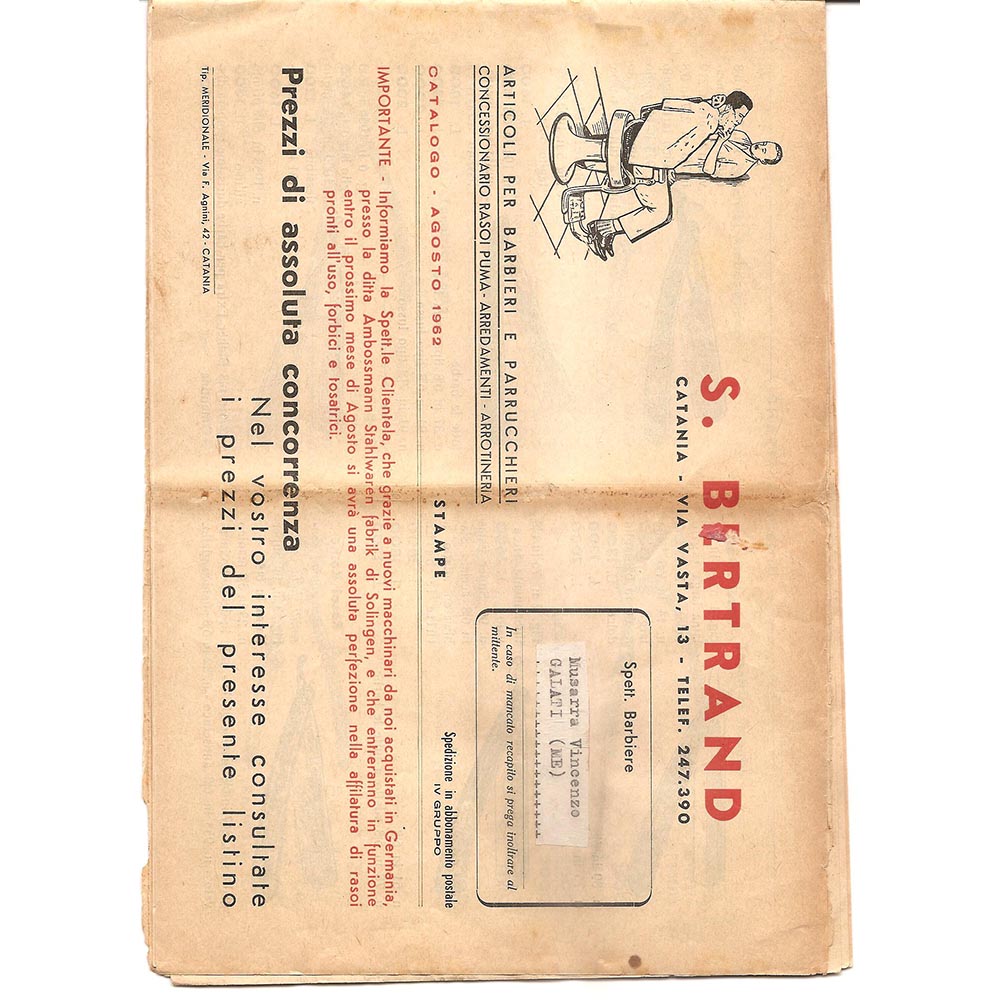 S. BERTRAND
CATANIA - VIA VASTA, 13 - TELEF. 247.390
Spett. Barbiere
Musarra Vincenzo
GALATI (ME)
In caso di mancato recapito si prega inoltrare al
mittente.
ARTICOLI PER BARBIERI E PARRUCCHIERI
CONCESSIONARIO RASOI PUMA - ARREDAMENTI - ARROTINERIA
STAMPE
Spedizione in abbonamento postale
IV GRUPPO
CATALOGO - AGOSTO 1962
IMPORTANTE - Informiamo la Spett.le Clientela, che grazie a nuovi macchinari da noi acquistati in Germania,
presso la ditta Ambossmann Stahlwaren fabrik di Solingen, e che entreranno in funzione
entro il prossimo mese di Agosto si avrà una assoluta perfezione nella affilatura di rasoi
pronti all'uso, forbici e tosatrici.
Prezzi di assoluta concorrenza
Nel vostro interesse consultate
i prezzi del presente listino
Tip. MERIDIONALE - Via F. Agnini, 42 - CATANIA